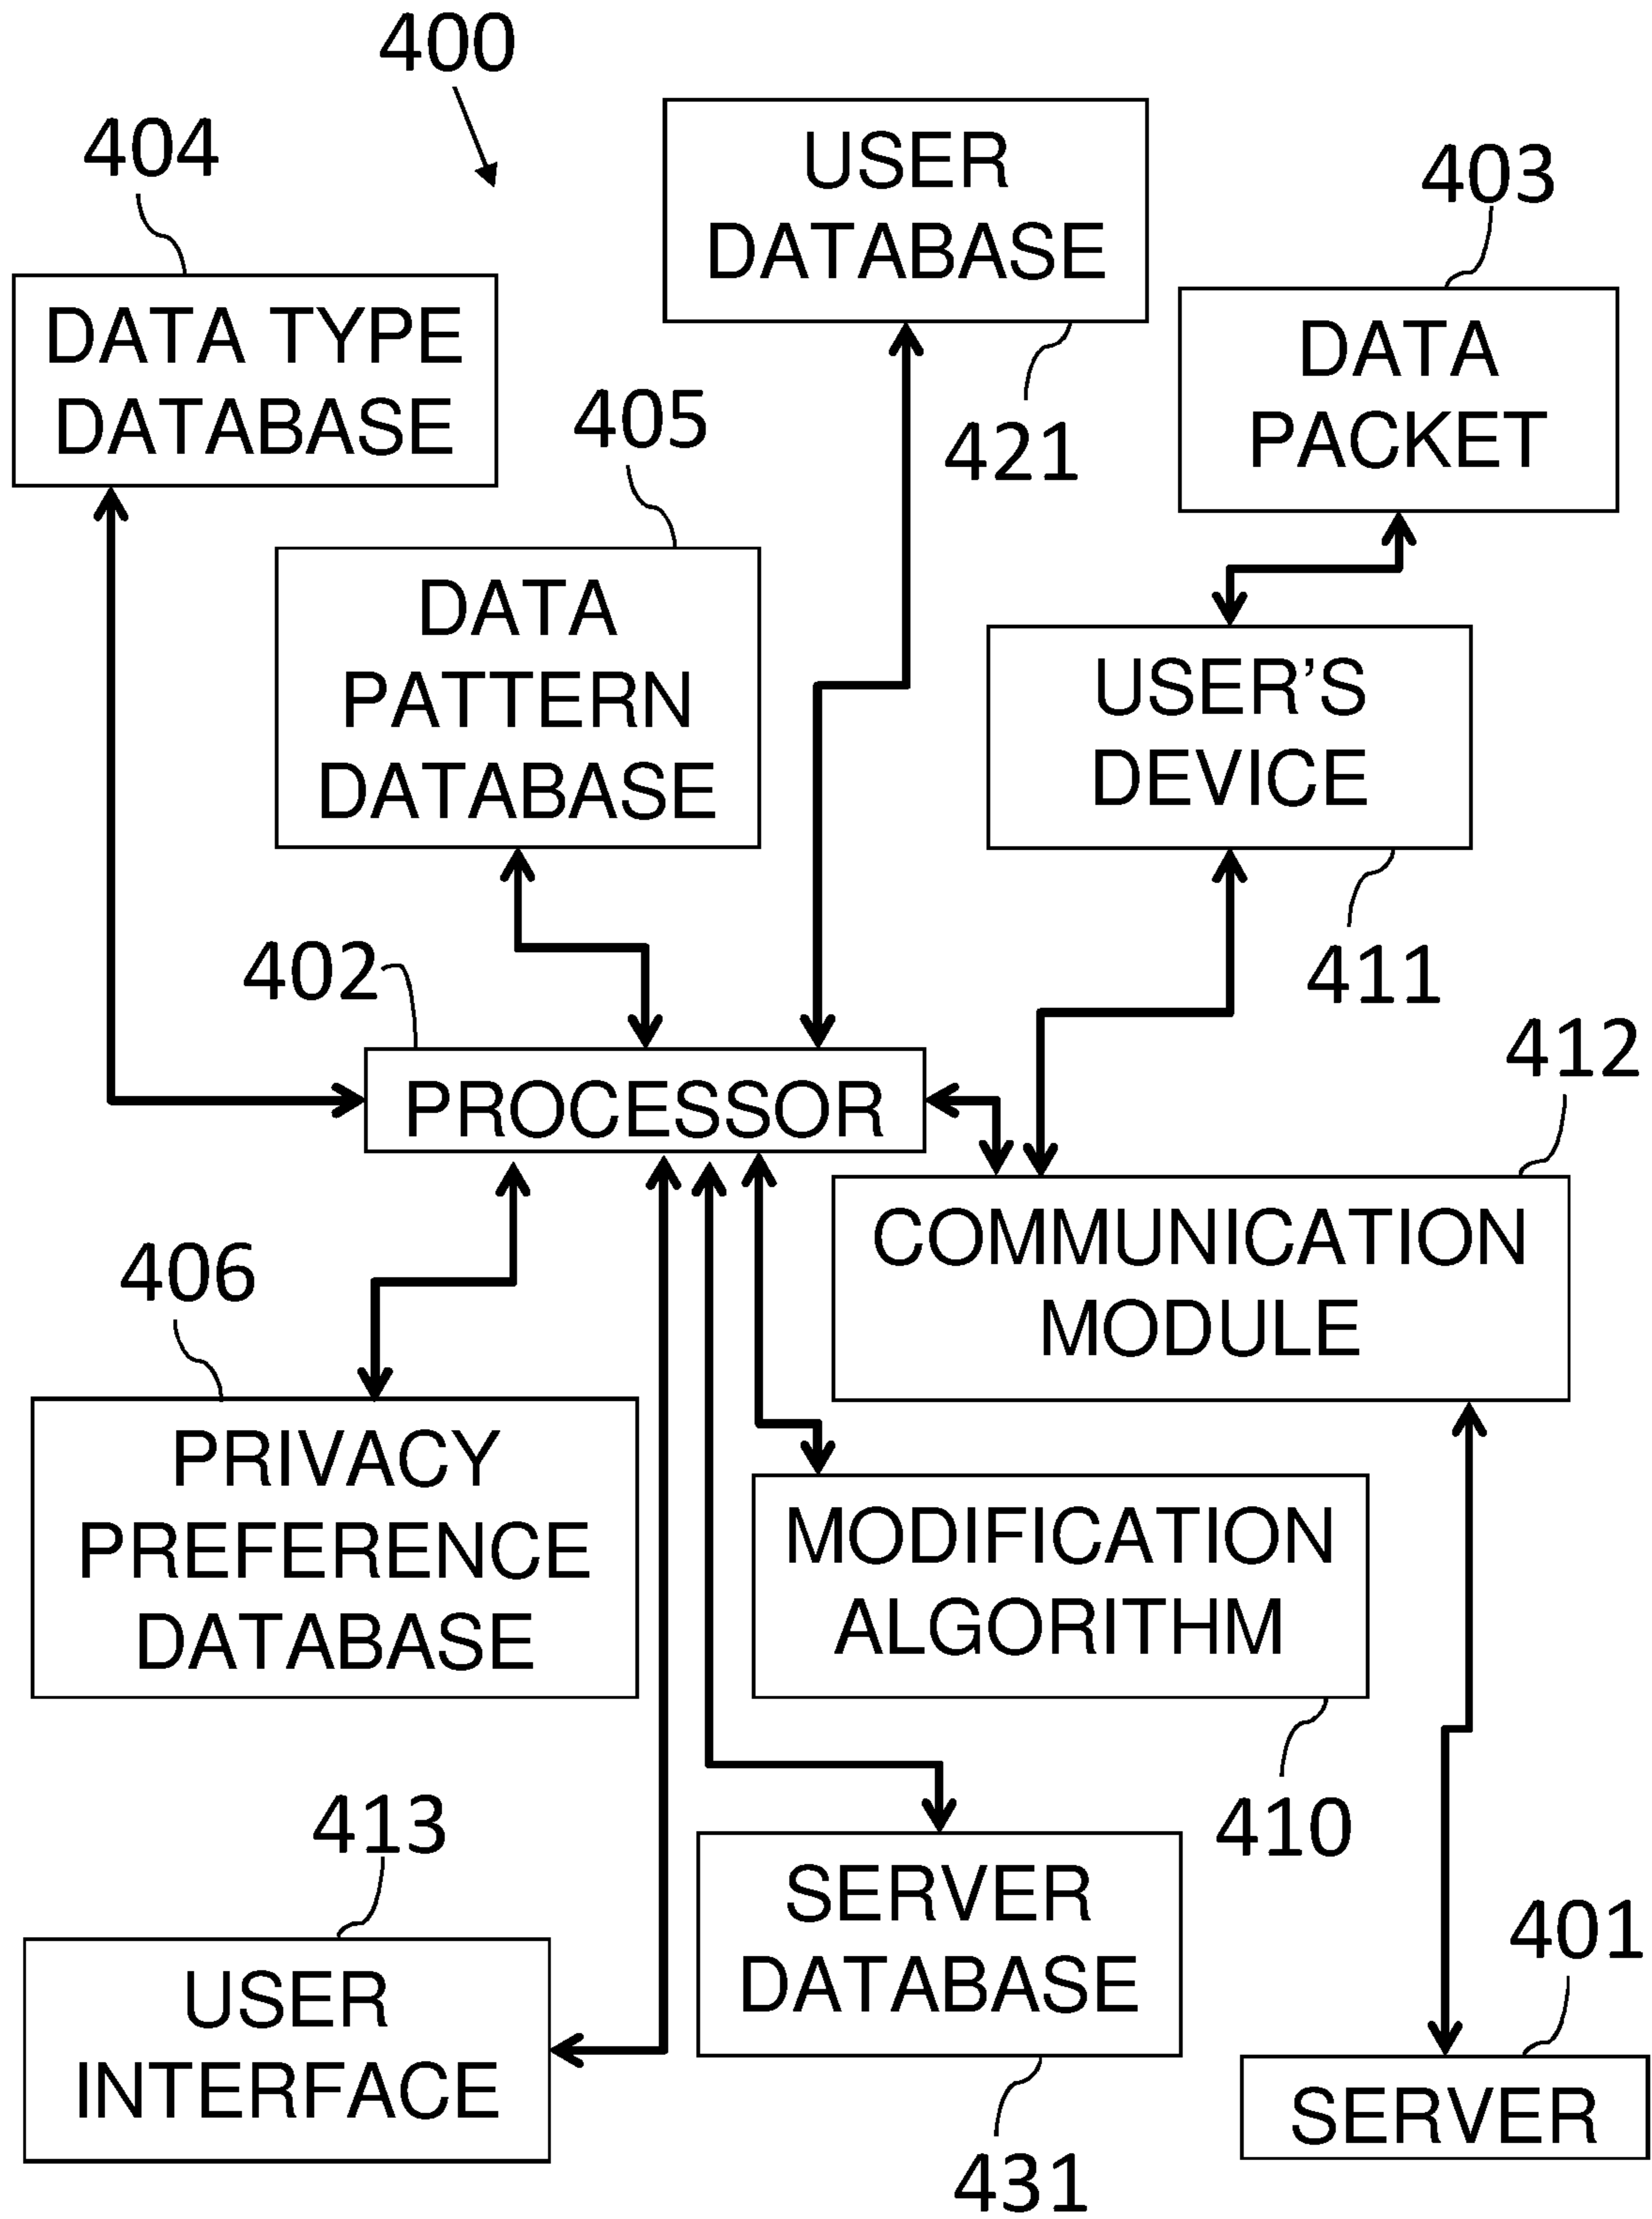 400
404
USER
DATABASE
403
DATA TYPE
DATABASE
405
421
DATA
PACKET
DATA
PATTERN
DATABASE
USER'S
DEVICE
402
411
PROCESSOR
412
COMMUNICATION
MODULE
406
PRIVACY
PREFERENCE
DATABASE
MODIFICATION
ALGORITHM
410
413
SERVER
DATABASE
401
USER
INTERFACE
431
SERVER